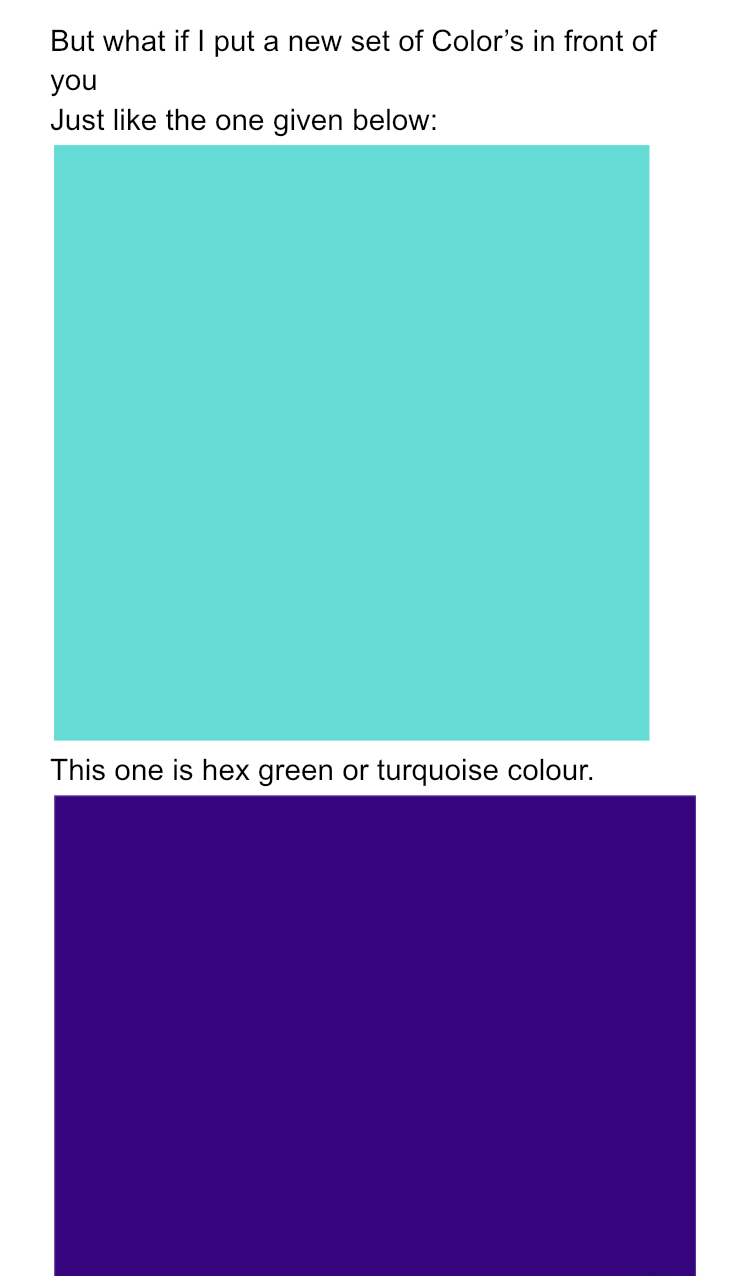 But what if I put a new set of Color’s in front of
you
Just like the one given below:
This one is hex green or turquoise colour.